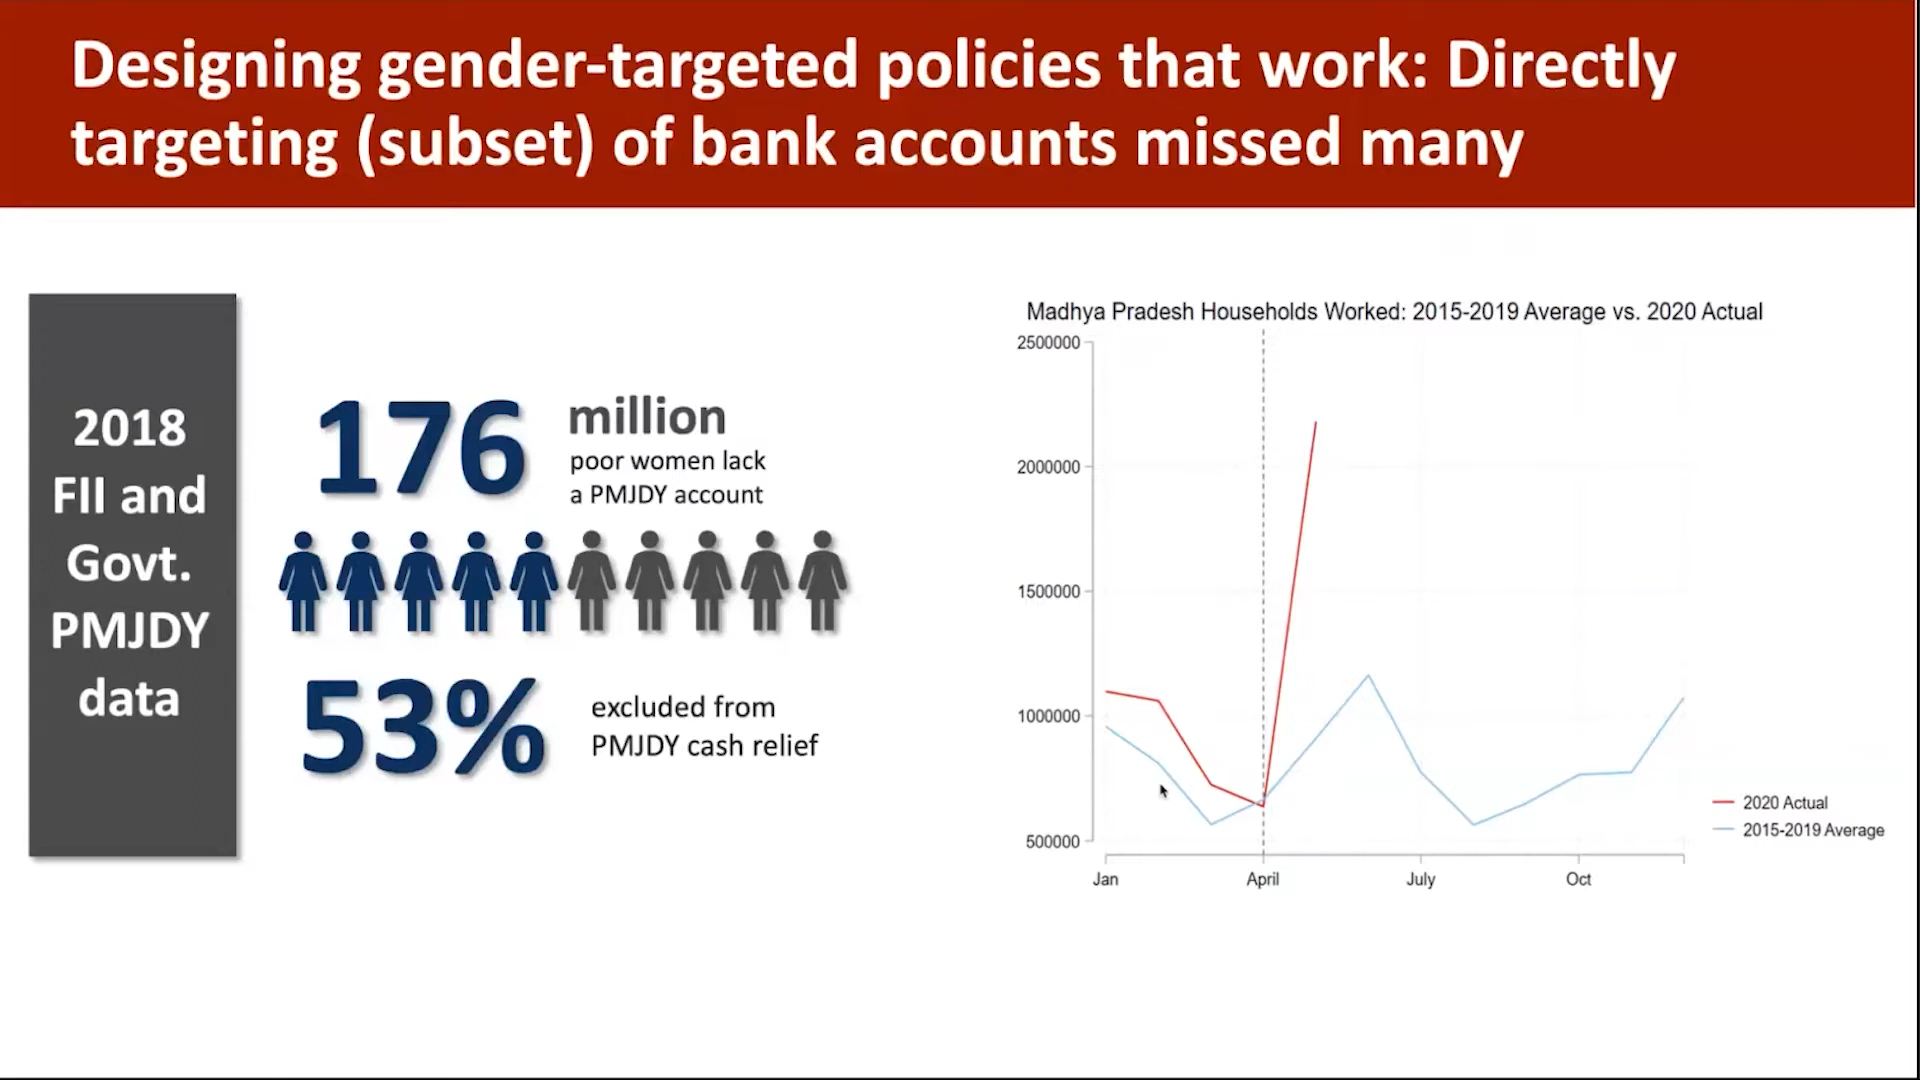 Designing gender-targeted policies that work: Directly
targeting (subset) of bank accounts missed many
2018
FII and
Govt.
PMJDY
data
176
million
poor women lack
a PMJDY account
53%
excluded from
PMJDY cash relief
Madhya Pradesh Households Worked: 2015-2019 Average vs. 2020 Actual
2500000
2000000
1500000
1000000
500000
Jan
April
July
Oct
2020 Actual
2015-2019 Average